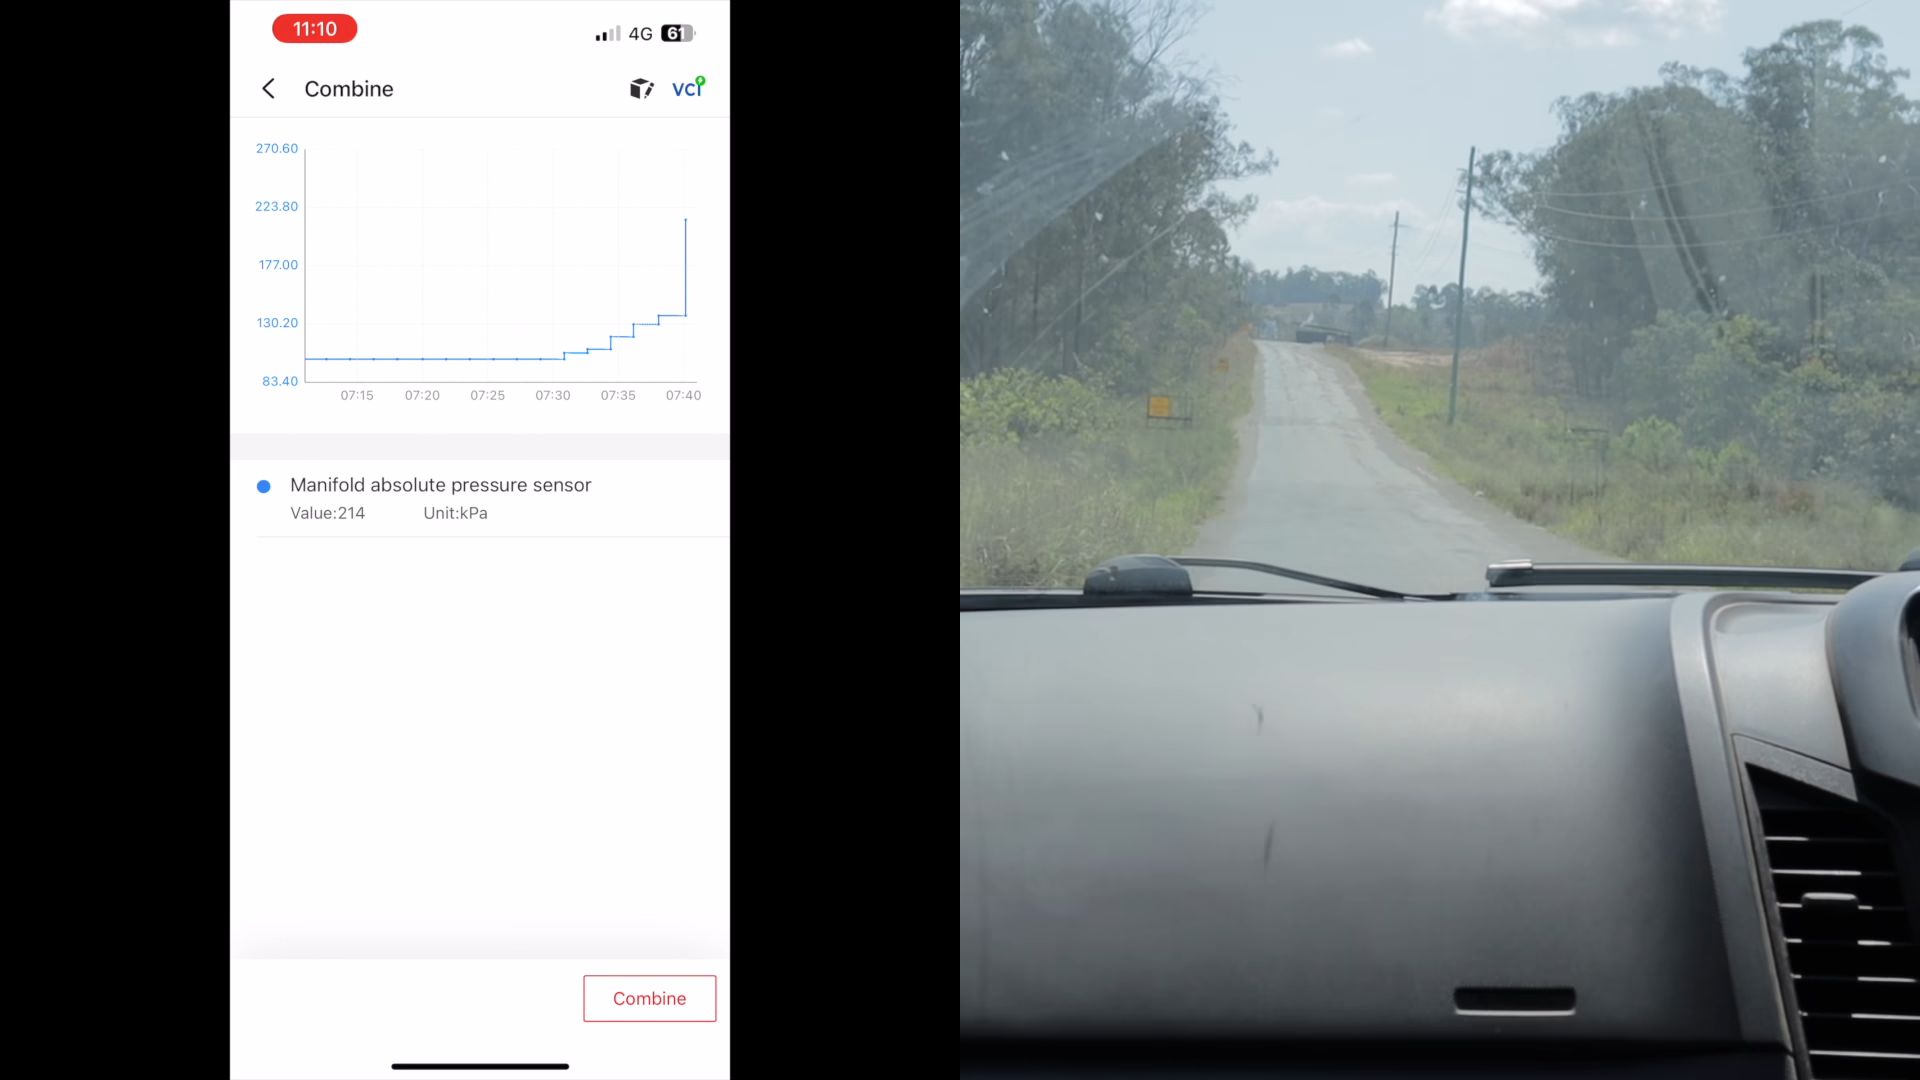 11:10
4G 61
Combine
VCI
270.60
223.80
177.00
130.20
83.40
07:15 07:20 07:25 07:30 07:35 07:40
Manifold absolute pressure sensor
Value:214 Unit:kPa
Combine